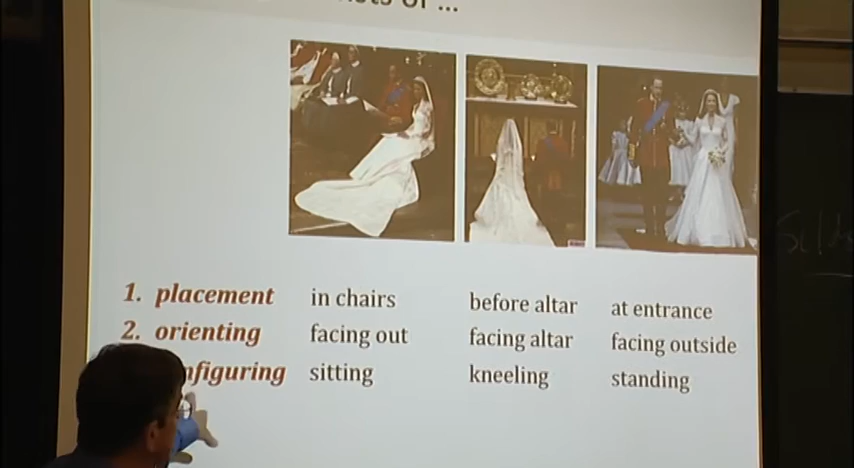 ...
1. placement in chairs before altar at entrance
2. orienting facing out facing altar facing outside
nfiguring sitting kneeling standing